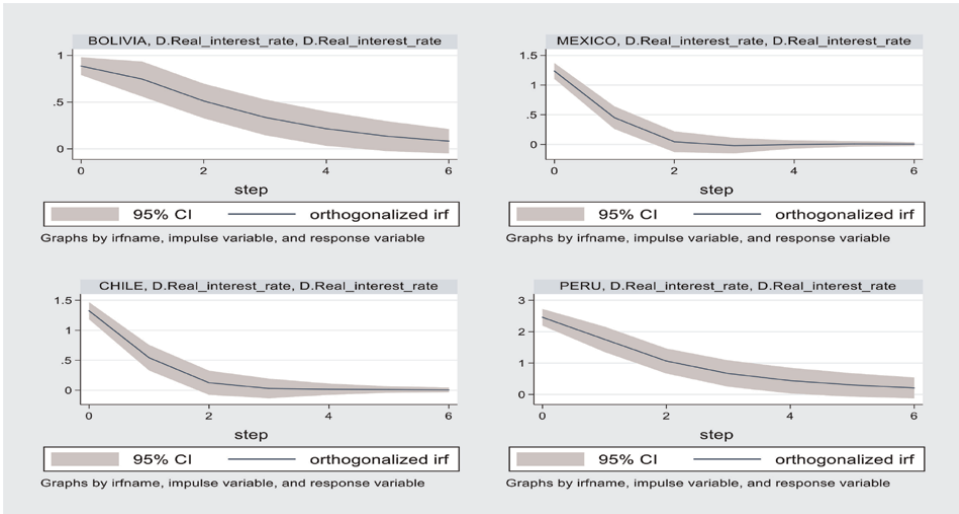 BOLIVIA, D.Real_interest_rate, D.Real_interest_rate
1
.5
0
0 2 4 6
step
95% CI orthogonalized irf
Graphs by irfname, impulse variable, and response variable
MEXICO, D.Real_interest_rate, D.Real_interest_rate
1.5
1
.5
0
0 2 4 6
step
95% CI orthogonalized irf
Graphs by irfname, impulse variable, and response variable
CHILE, D.Real_interest_rate, D.Real_interest_rate
1.5
1
.5
0
0 2 4 6
step
95% CI orthogonalized irf
Graphs by irfname, impulse variable, and response variable
PERU, D.Real_interest_rate, D.Real_interest_rate
3
2
1
0
0 2 4 6
step
95% CI orthogonalized irf
Graphs by irfname, impulse variable, and response variable